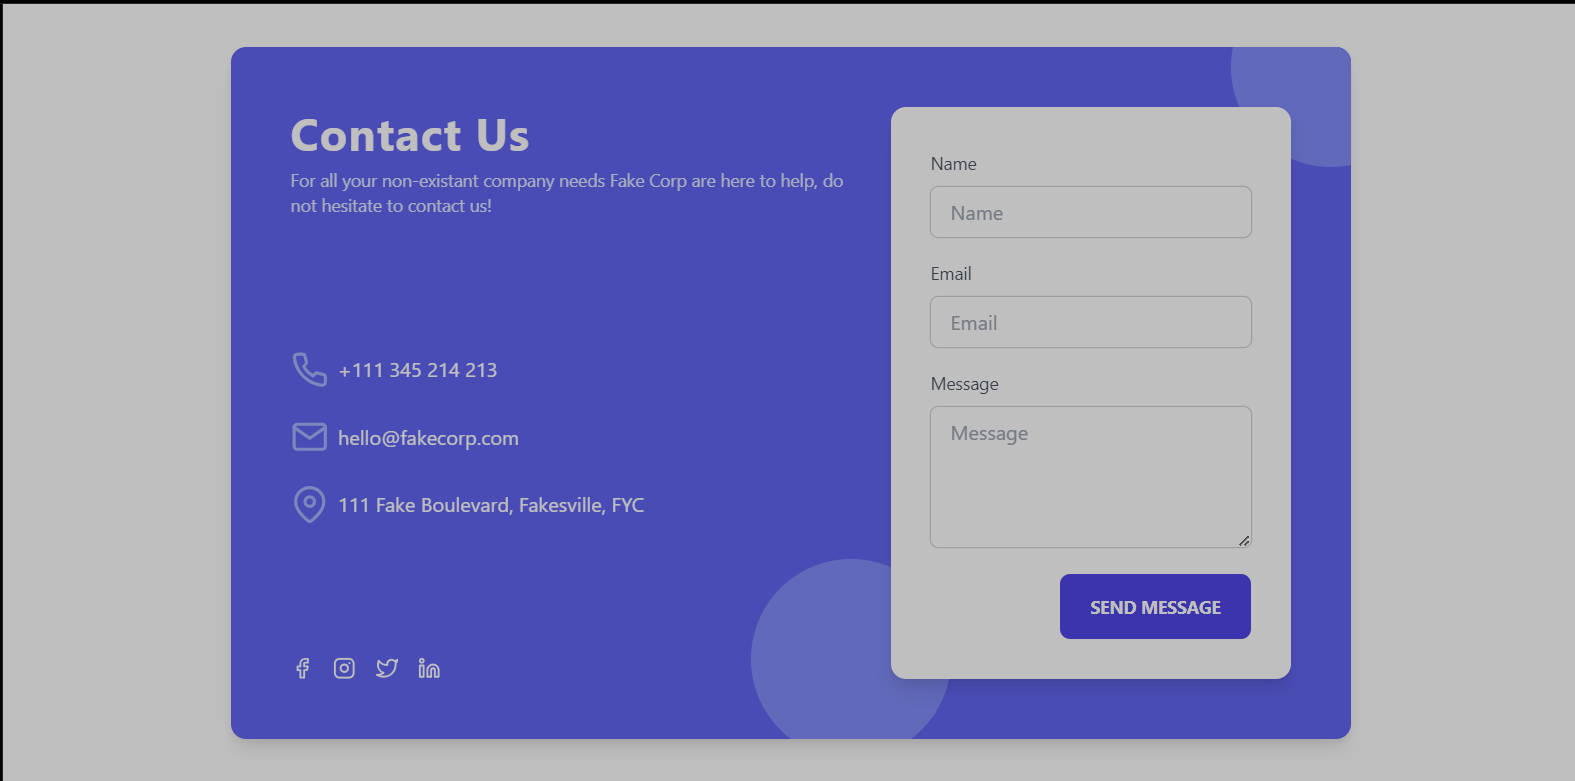 Contact Us
For all your non-existant company needs Fake Corp are here to help, do
not hesitate to contact us!
+111 345 214 213
hello@fakecorp.com
111 Fake Boulevard, Fakesville, FYC
Name
Name
Email
Email
Message
Message
SEND MESSAGE